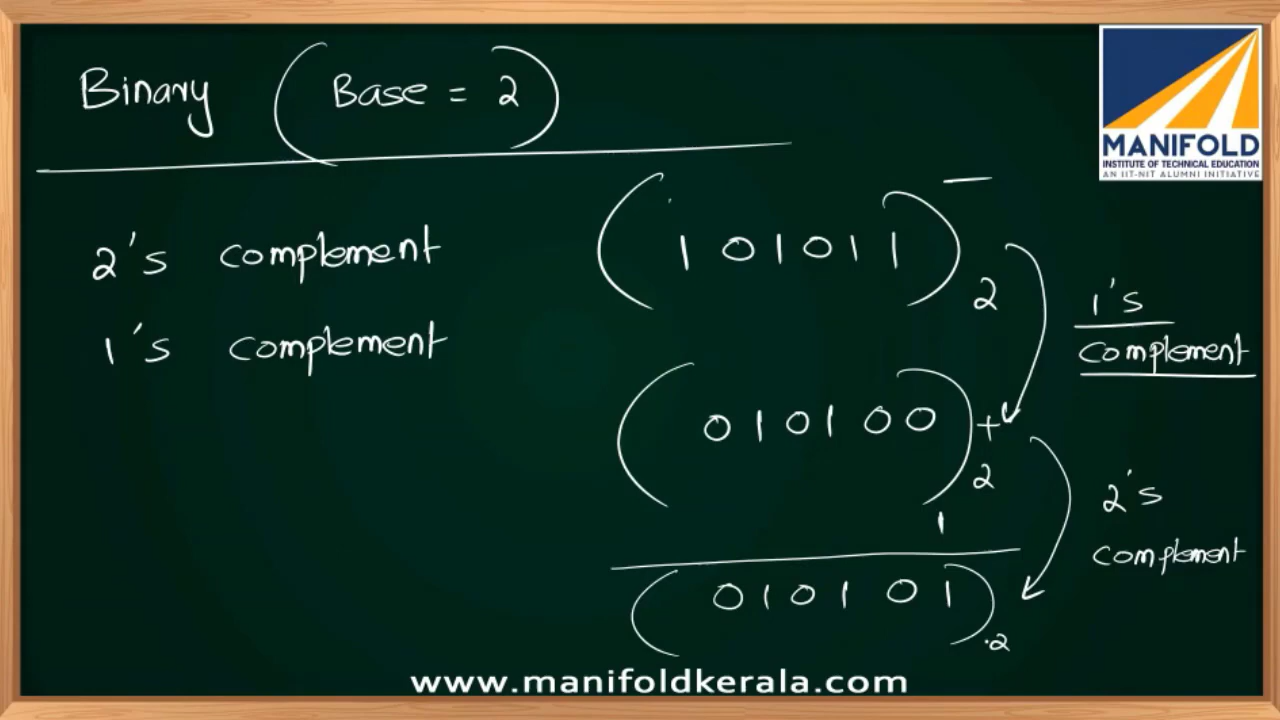 Binary (Base = 2)
2's complement
1's complement
(101011)2
1's
complement
(010100)2 +
1
2's
complement
(010101)2
MANIFOLD
INSTITUTE OF TECHNICAL EDUCATION
AN IIT-NIT ALUMNI INITIATIVE
www.manifoldkerala.com